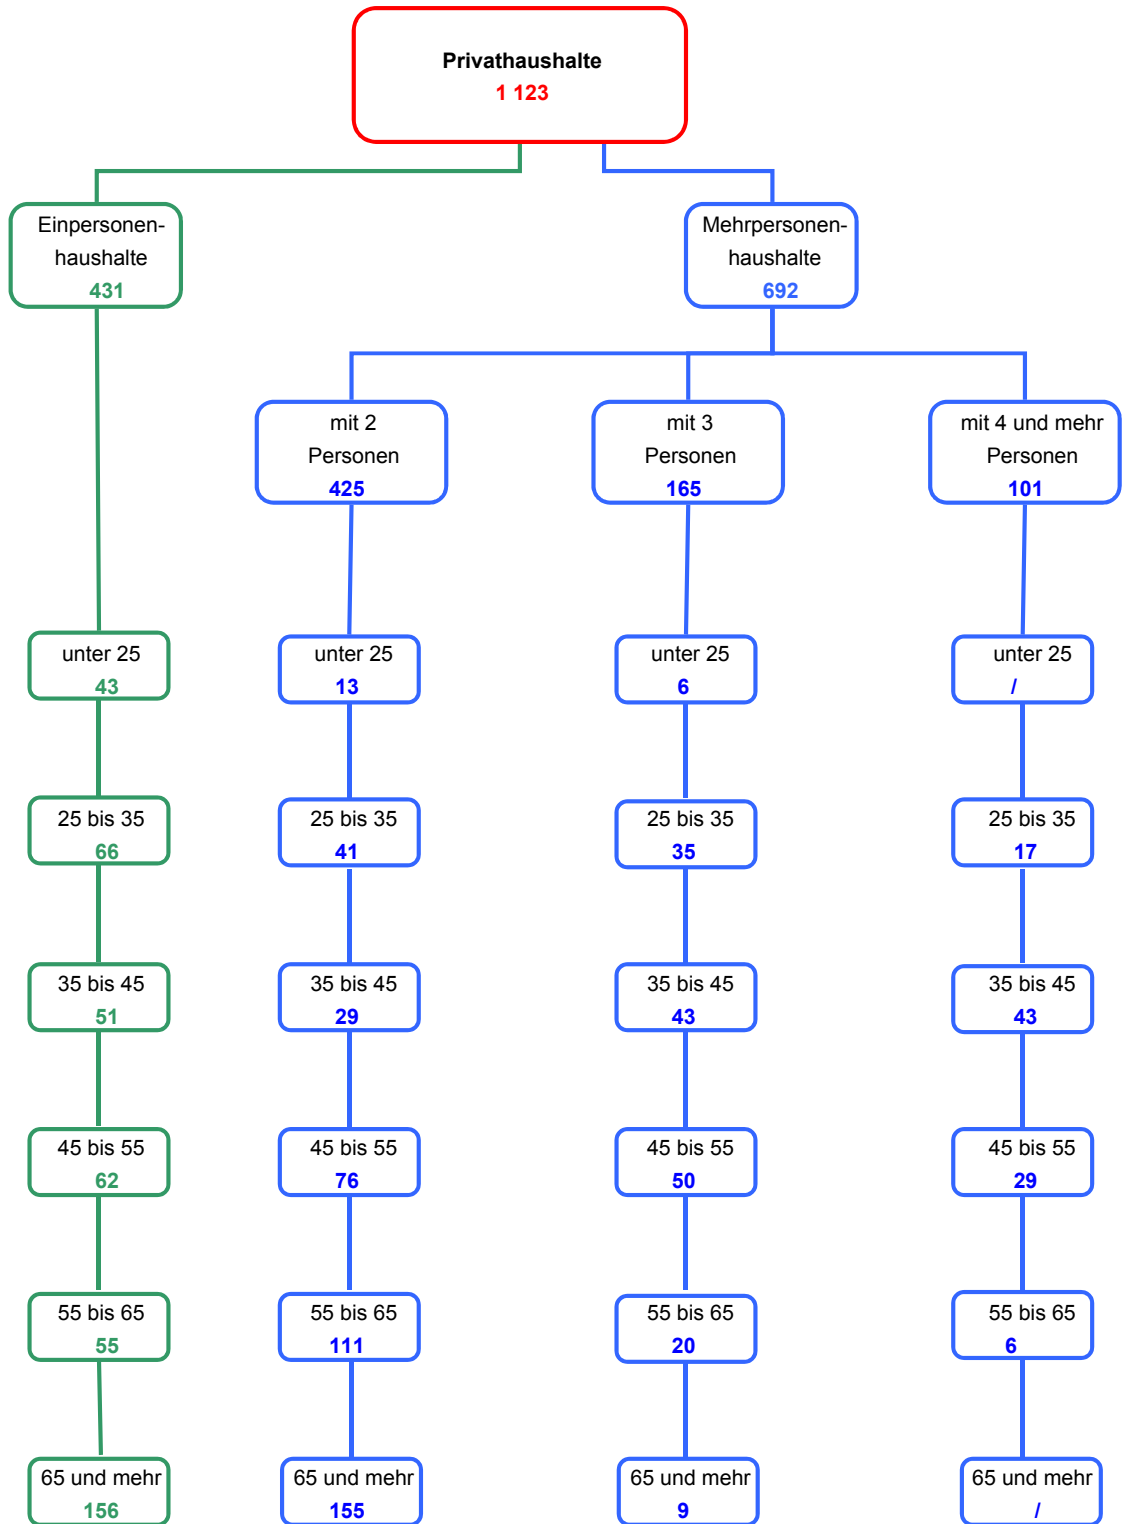 Privathaushalte
1 123
Einpersonen-
haushalte
431
Mehrpersonen-
haushalte
692
mit 2
Personen
425
mit 3
Personen
165
mit 4 und mehr
Personen
101
unter 25
43
unter 25
13
unter 25
6
unter 25
/
25 bis 35
66
25 bis 35
41
25 bis 35
35
25 bis 35
17
35 bis 45
51
35 bis 45
29
35 bis 45
43
35 bis 45
43
45 bis 55
62
45 bis 55
76
45 bis 55
50
45 bis 55
29
55 bis 65
55
55 bis 65
111
55 bis 65
20
55 bis 65
6
65 und mehr
156
65 und mehr
155
65 und mehr
9
65 und mehr
/